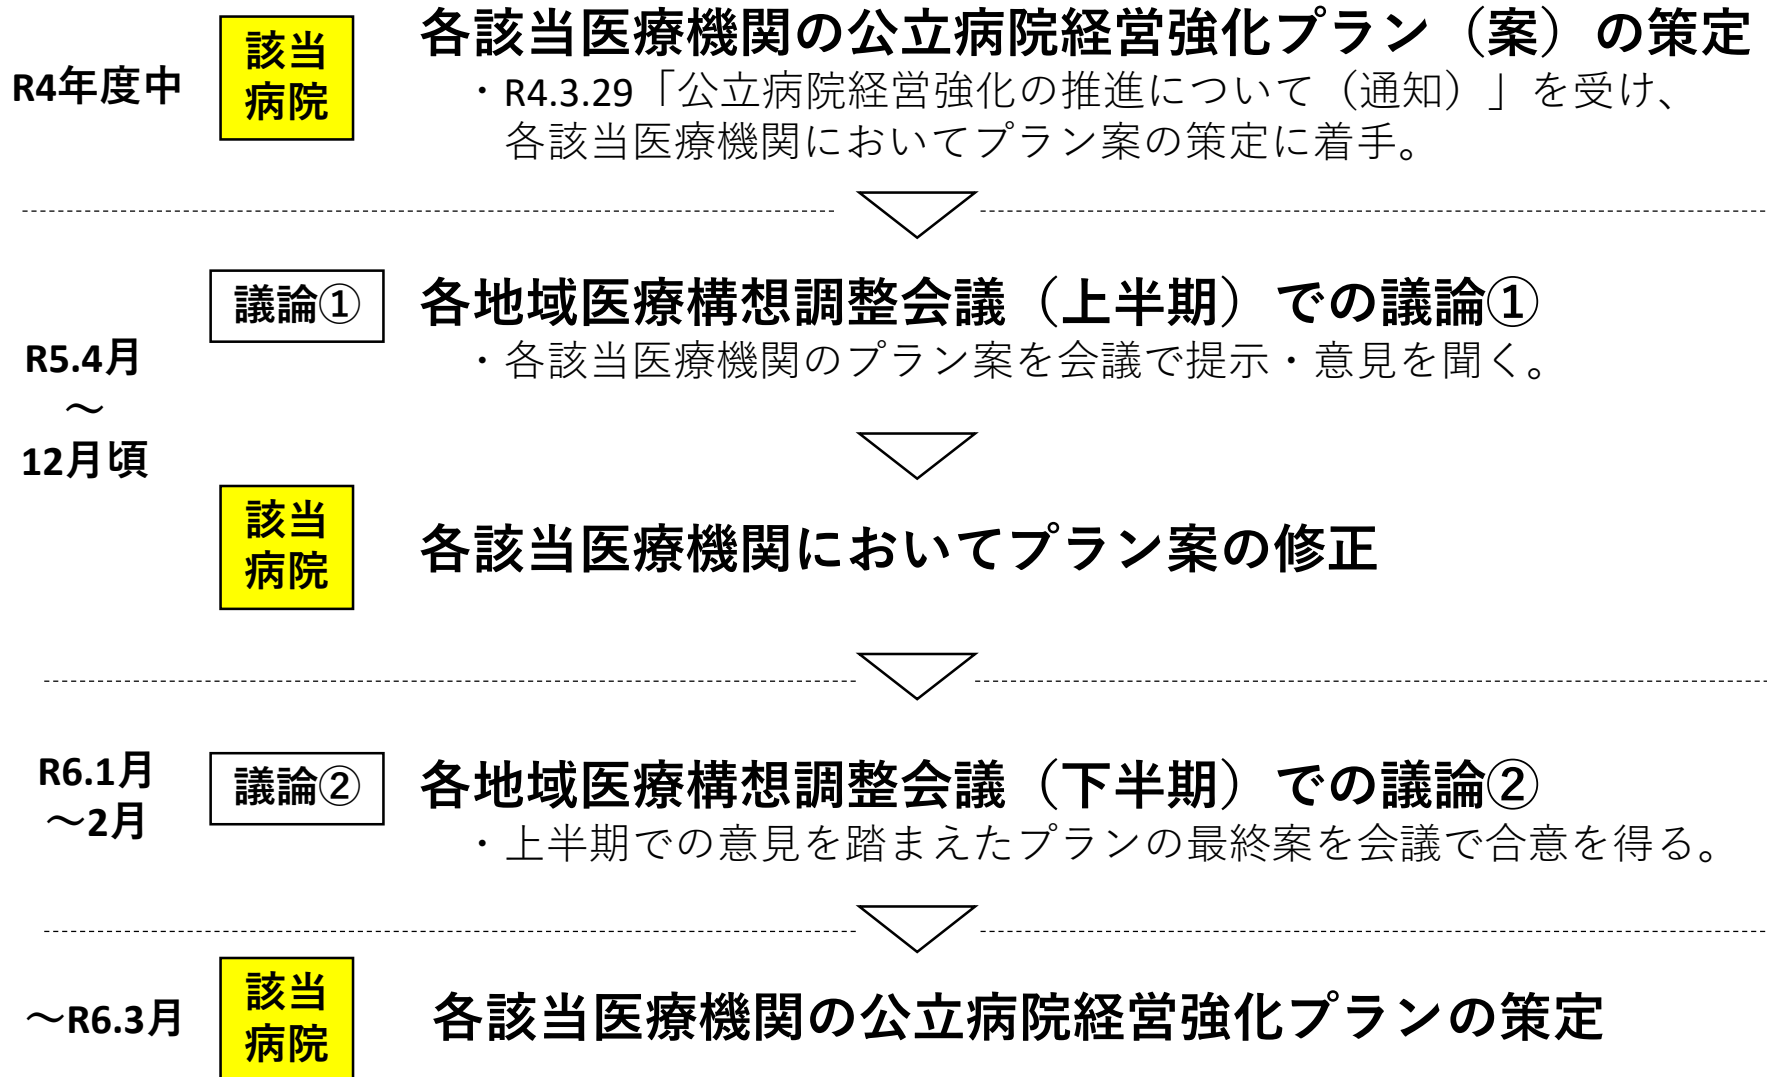 R4年度中
該当
病院
各該当医療機関の公立病院経営強化プラン（案）の策定
・R4.3.29「公立病院経営強化の推進について（通知）」を受け、
各該当医療機関においてプラン案の策定に着手。
R5.4月
～
12月頃
議論①
各地域医療構想調整会議（上半期）での議論①
・各該当医療機関のプラン案を会議で提示・意見を聞く。
該当
病院
各該当医療機関においてプラン案の修正
R6.1月
～2月
議論②
各地域医療構想調整会議（下半期）での議論②
・上半期での意見を踏まえたプランの最終案を会議で合意を得る。
～R6.3月
該当
病院
各該当医療機関の公立病院経営強化プランの策定